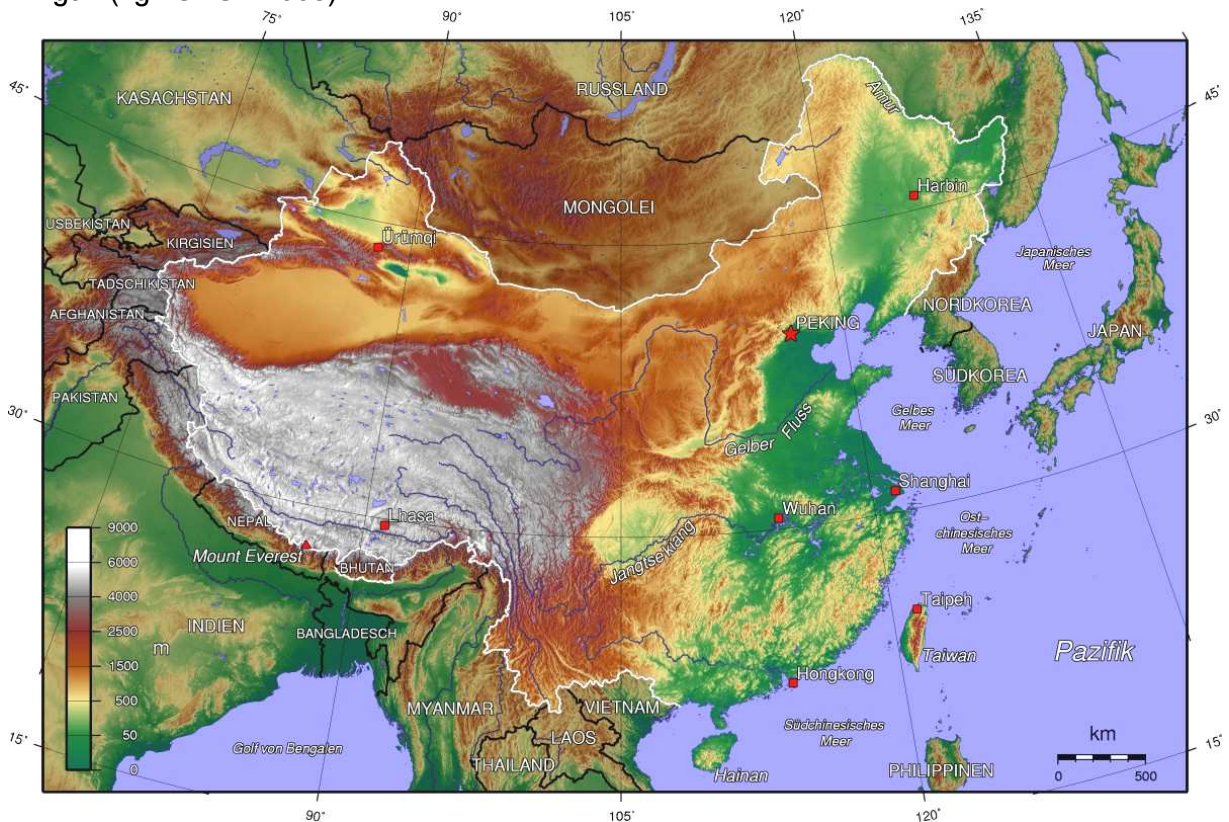 75°
90°
105°
120°
135°
45°
KASACHSTAN
RUSSLAND
Amur
45°
Harbin
MONGOLEI
USBEKISTAN
KIRGISIEN
Ürümqi
Japanisches
Meer
TADSCHIKISTAN
AFGHANISTAN
NORDKOREA
PEKING
JAPAN
SÜDKOREA
PAKISTAN
30°
Gelber Fluss
Gelbes
Meer
30°
Shanghai
Wuhan
Lhasa
NEPAL
Mount Everest
BHUTAN
Jangtsekiang
Ost–
chinesisches
Meer
9000
6000
4000
2500
1500
500
50
0
m
INDIEN
BANGLADESCH
Taipeh
Taiwan
Pazifik
Hongkong
MYANMAR
VIETNAM
LAOS
THAILAND
Südchinesisches
Meer
Golf von Bengalen
Hainan
PHILIPPINEN
km
0 500
15°
15°
90°
105°
120°